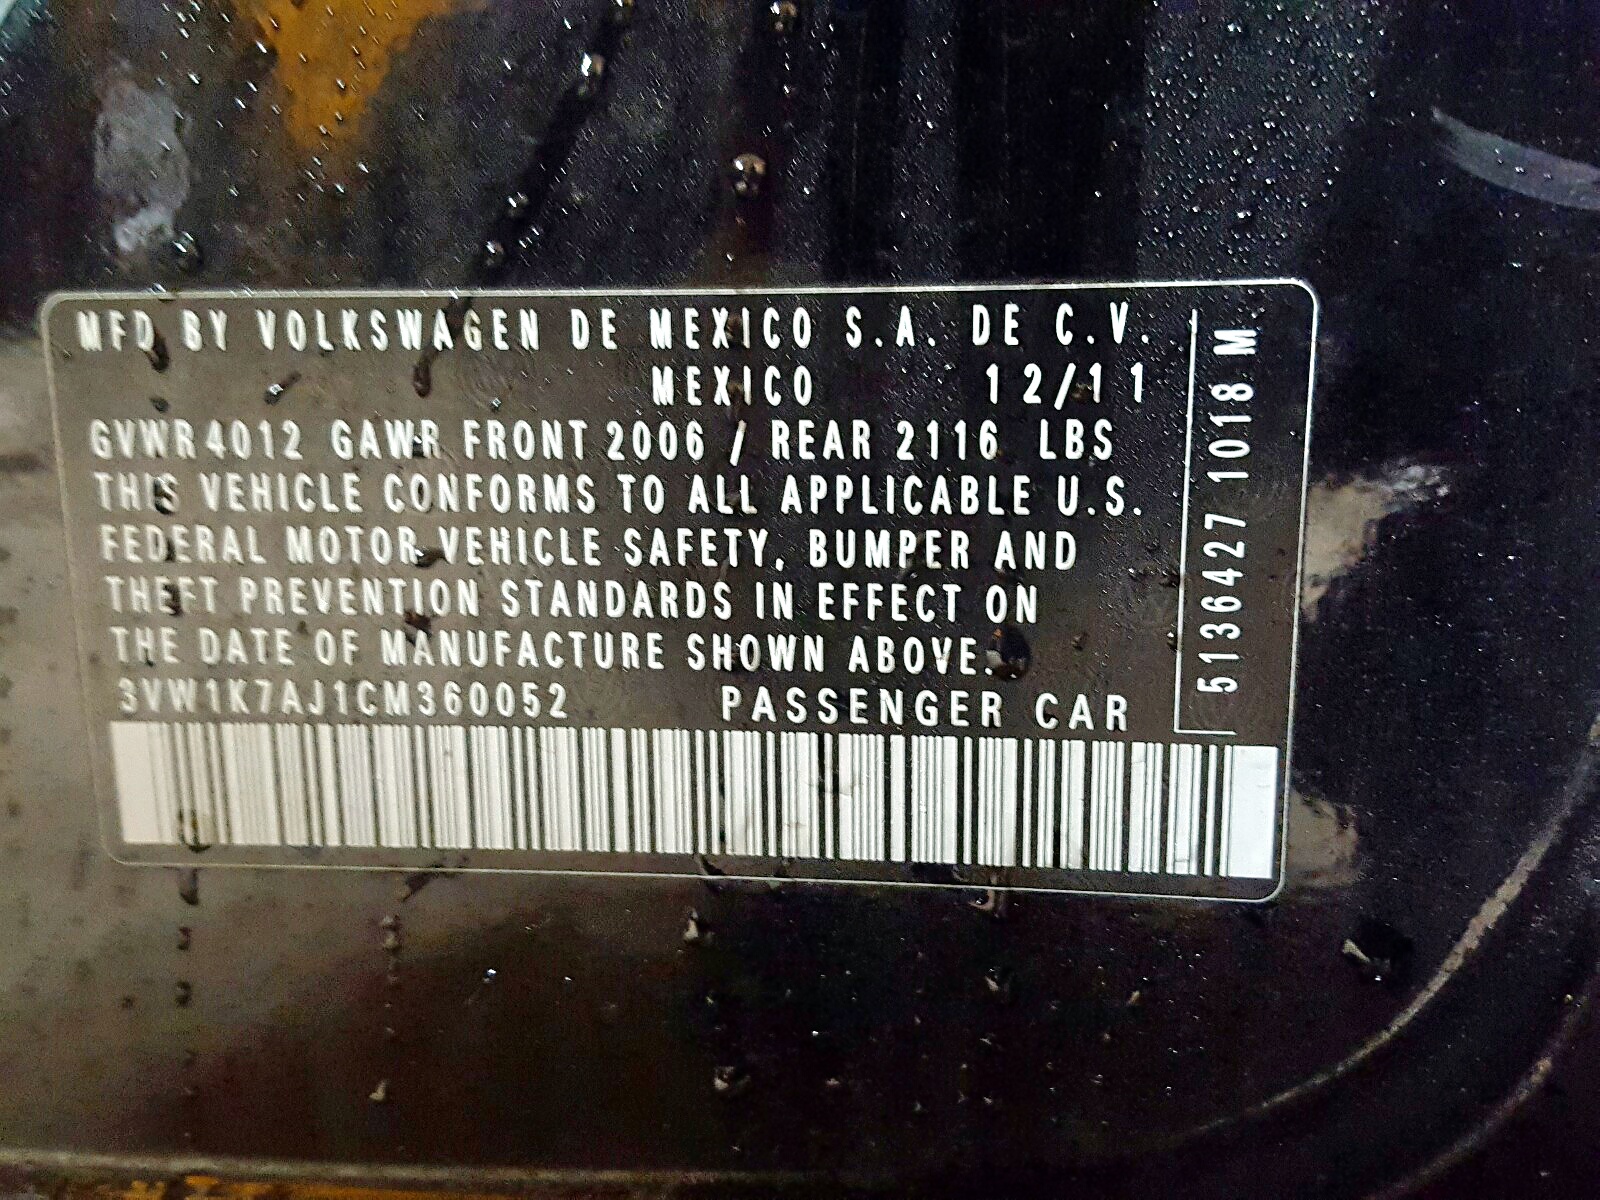 MFD BY VOLKSWAGEN DE MEXICO S.A. DE C.V.
MEXICO 12/11
GVWR 4012 GAWR FRONT 2006 / REAR 2116 LBS
THIS VEHICLE CONFORMS TO ALL APPLICABLE U.S.
FEDERAL MOTOR VEHICLE SAFETY, BUMPER AND
THEFT PREVENTION STANDARDS IN EFFECT ON
THE DATE OF MANUFACTURE SHOWN ABOVE.
3VW1K7AJ1CM360052 PASSENGER CAR
5136427 1018 M